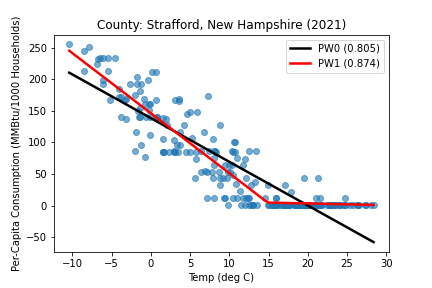 County: Strafford, New Hampshire (2021)
Per-Capita Consumption (MMBtu/1000 Households)
250
200
150
100
50
0
−50
PW0 (0.805)
PW1 (0.874)
−10 −5 0 5 10 15 20 25 30
Temp (deg C)